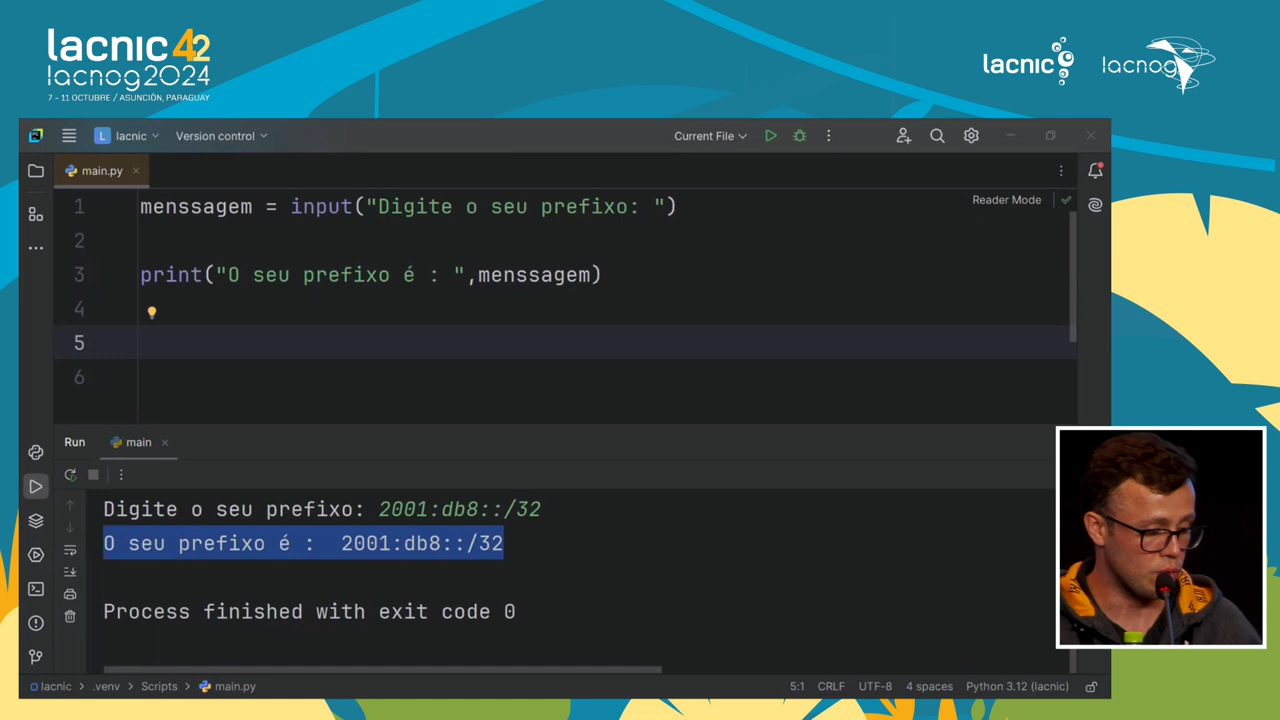 lacnic 42
lacnog2024
7 - 11 OCTUBRE / ASUNCIÓN, PARAGUAY
lacnic
lacnog
L lacnic
Version control
Current File
main.py
Reader Mode
1 menssagem = input("Digite o seu prefixo: ")
2
3 print("O seu prefixo é : ",menssagem)
4
5
6
Run
main
Digite o seu prefixo: 2001:db8::/32
O seu prefixo é :  2001:db8::/32
Process finished with exit code 0
lacnic > .venv > Scripts > main.py
5:1 CRLF UTF-8 4 spaces Python 3.12 (lacnic)